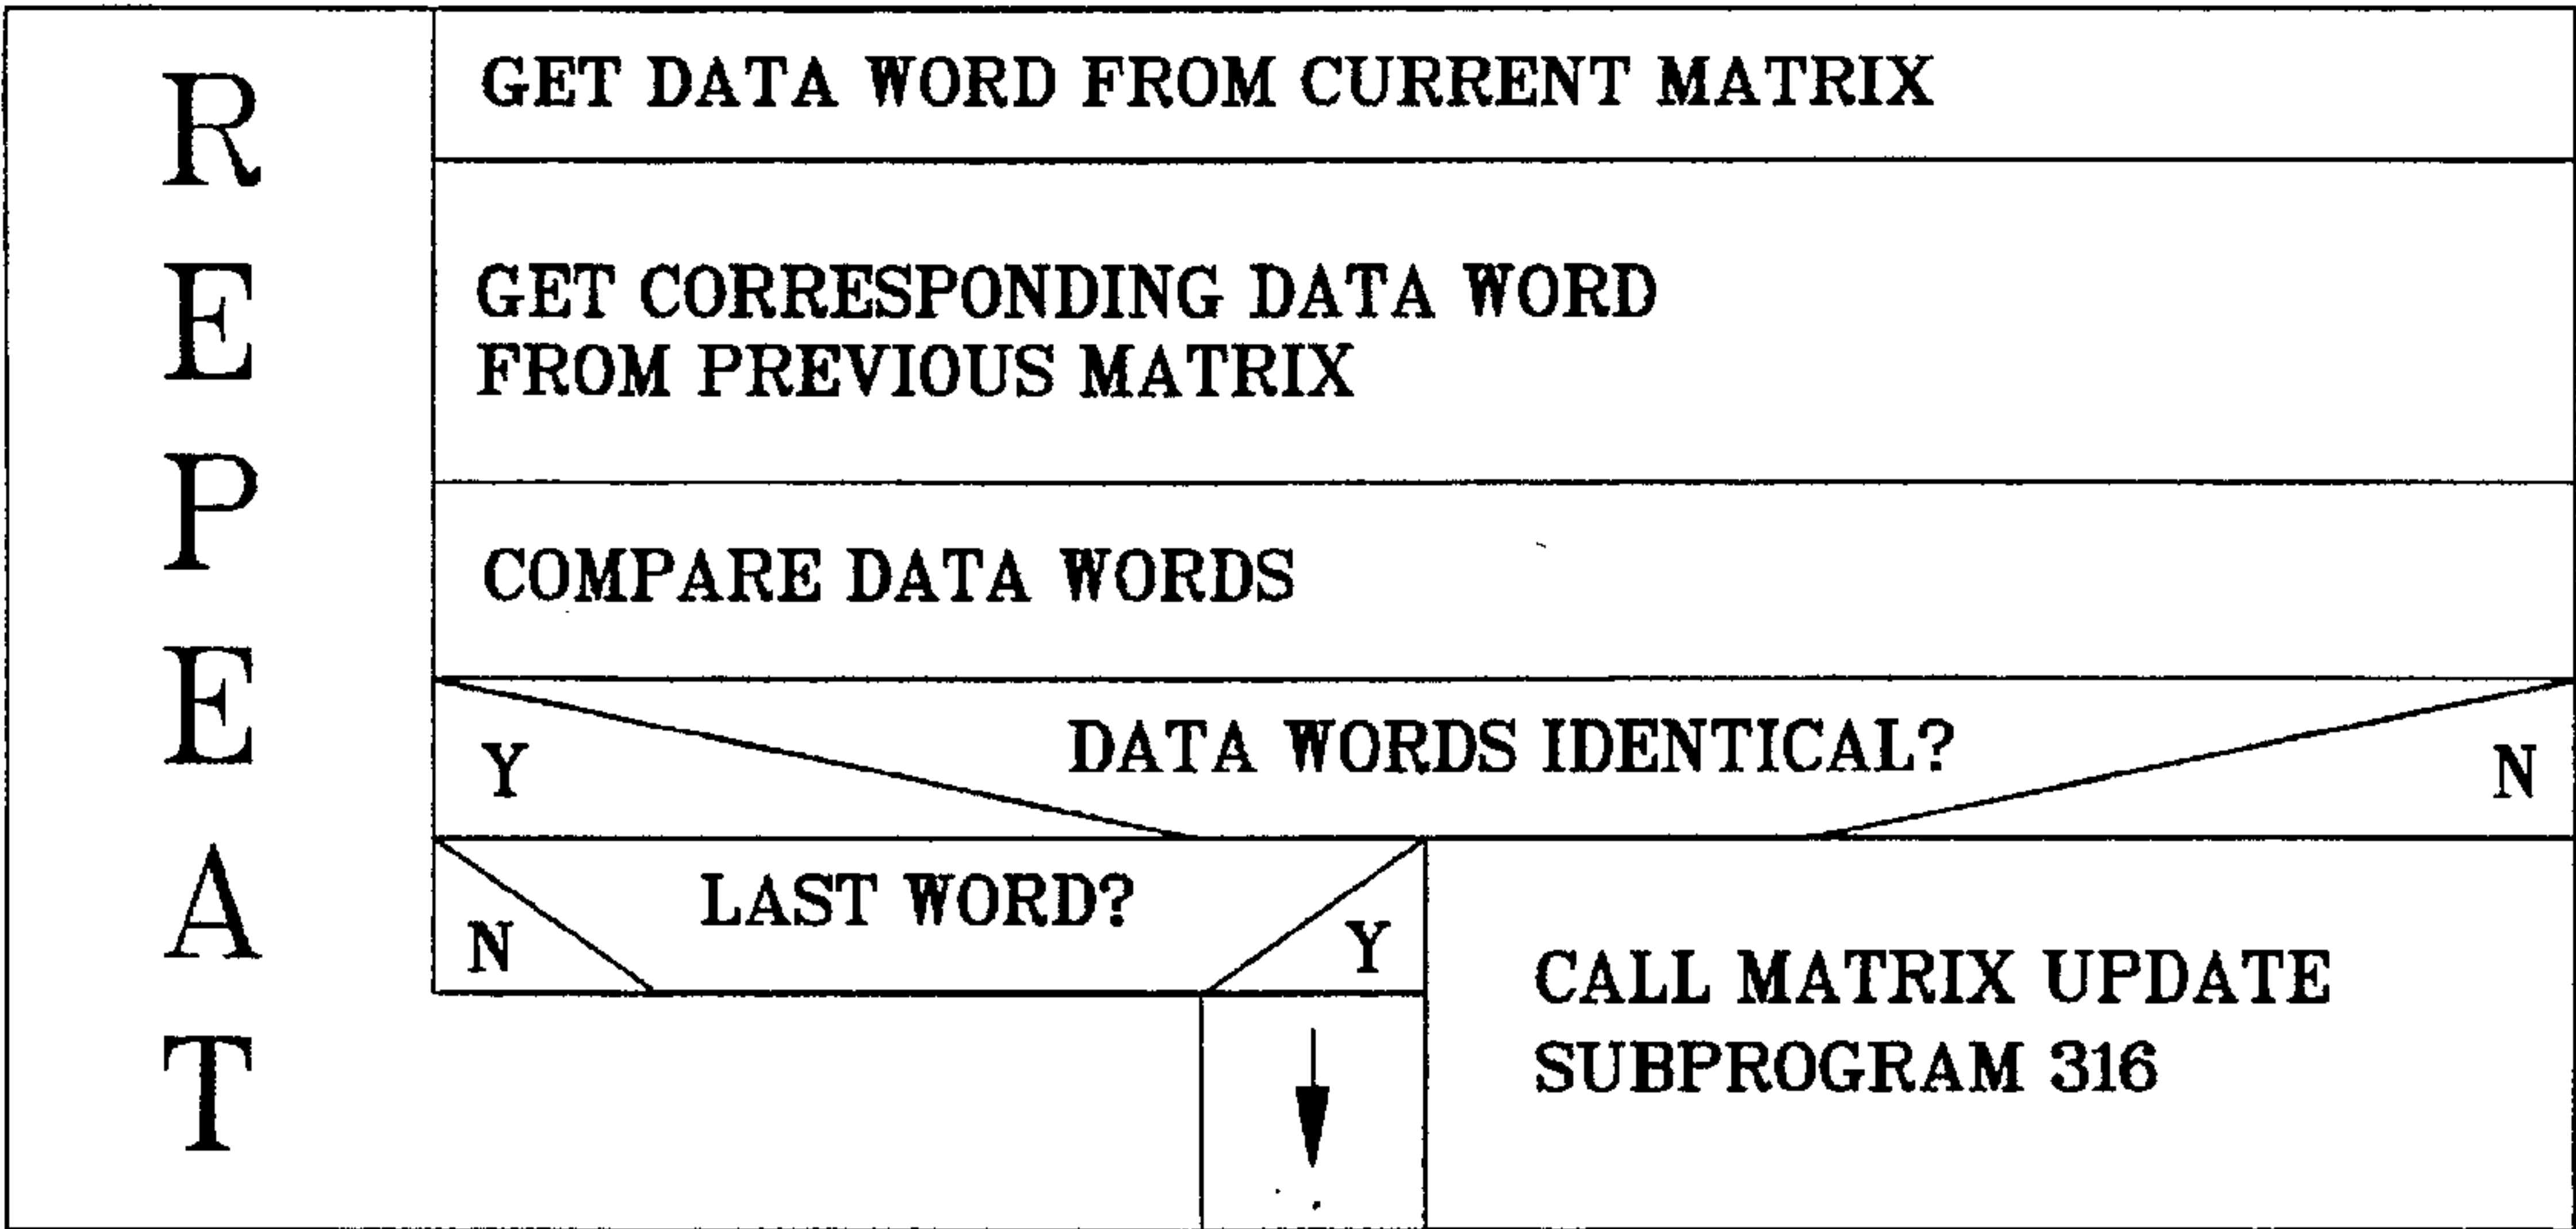 REPEAT
GET DATA WORD FROM CURRENT MATRIX
GET CORRESPONDING DATA WORD
FROM PREVIOUS MATRIX
COMPARE DATA WORDS
DATA WORDS IDENTICAL?
Y
N
LAST WORD?
N
Y
CALL MATRIX UPDATE
SUBPROGRAM 316